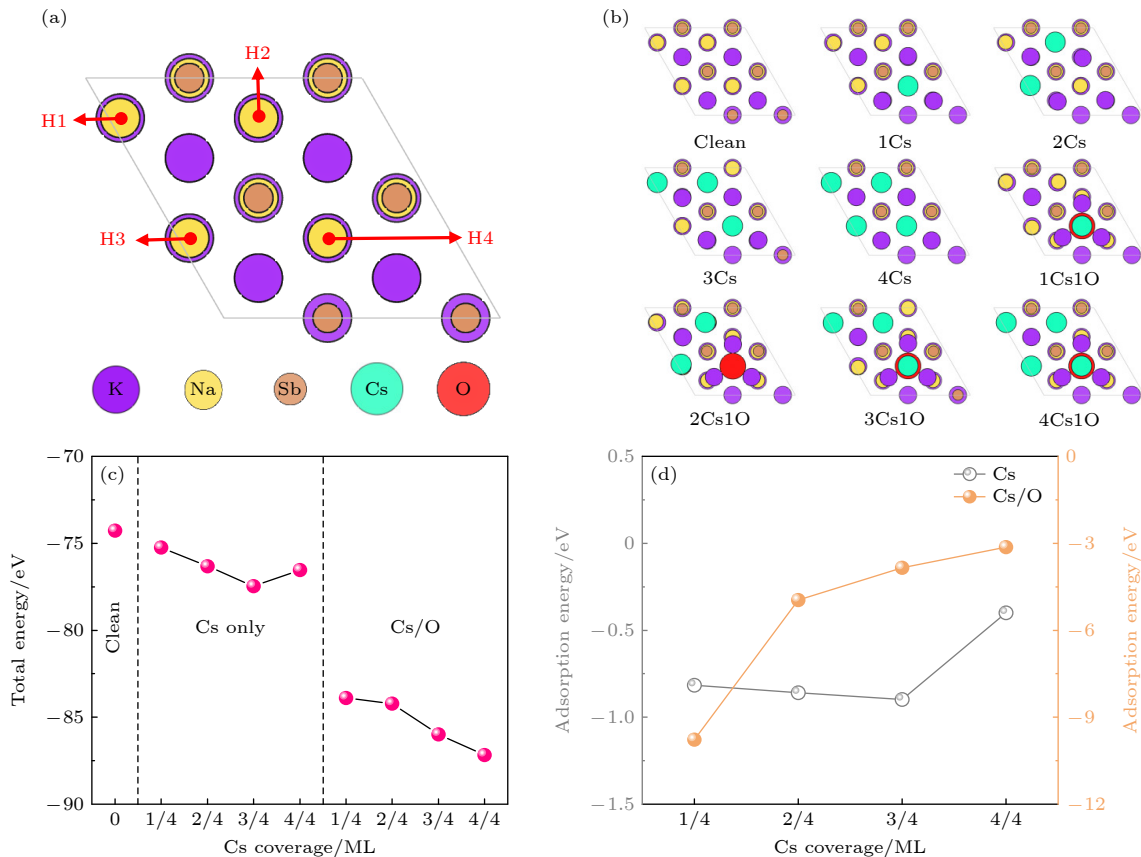 (a)
H1
H2
H3
H4
K
Na
Sb
Cs
O
(b)
Clean
1Cs
2Cs
3Cs
4Cs
1Cs1O
2Cs1O
3Cs1O
4Cs1O
(c)
Total energy/eV
−70
−75
−80
−85
−90
Clean
Cs only
Cs/O
0
1/4
2/4
3/4
4/4
1/4
2/4
3/4
4/4
Cs coverage/ML
(d)
Adsorption energy/eV
0.5
0
−0.5
−1.0
−1.5
Cs
Cs/O
0
−3
−6
−9
−12
Adsorption energy/eV
1/4
2/4
3/4
4/4
Cs coverage/ML